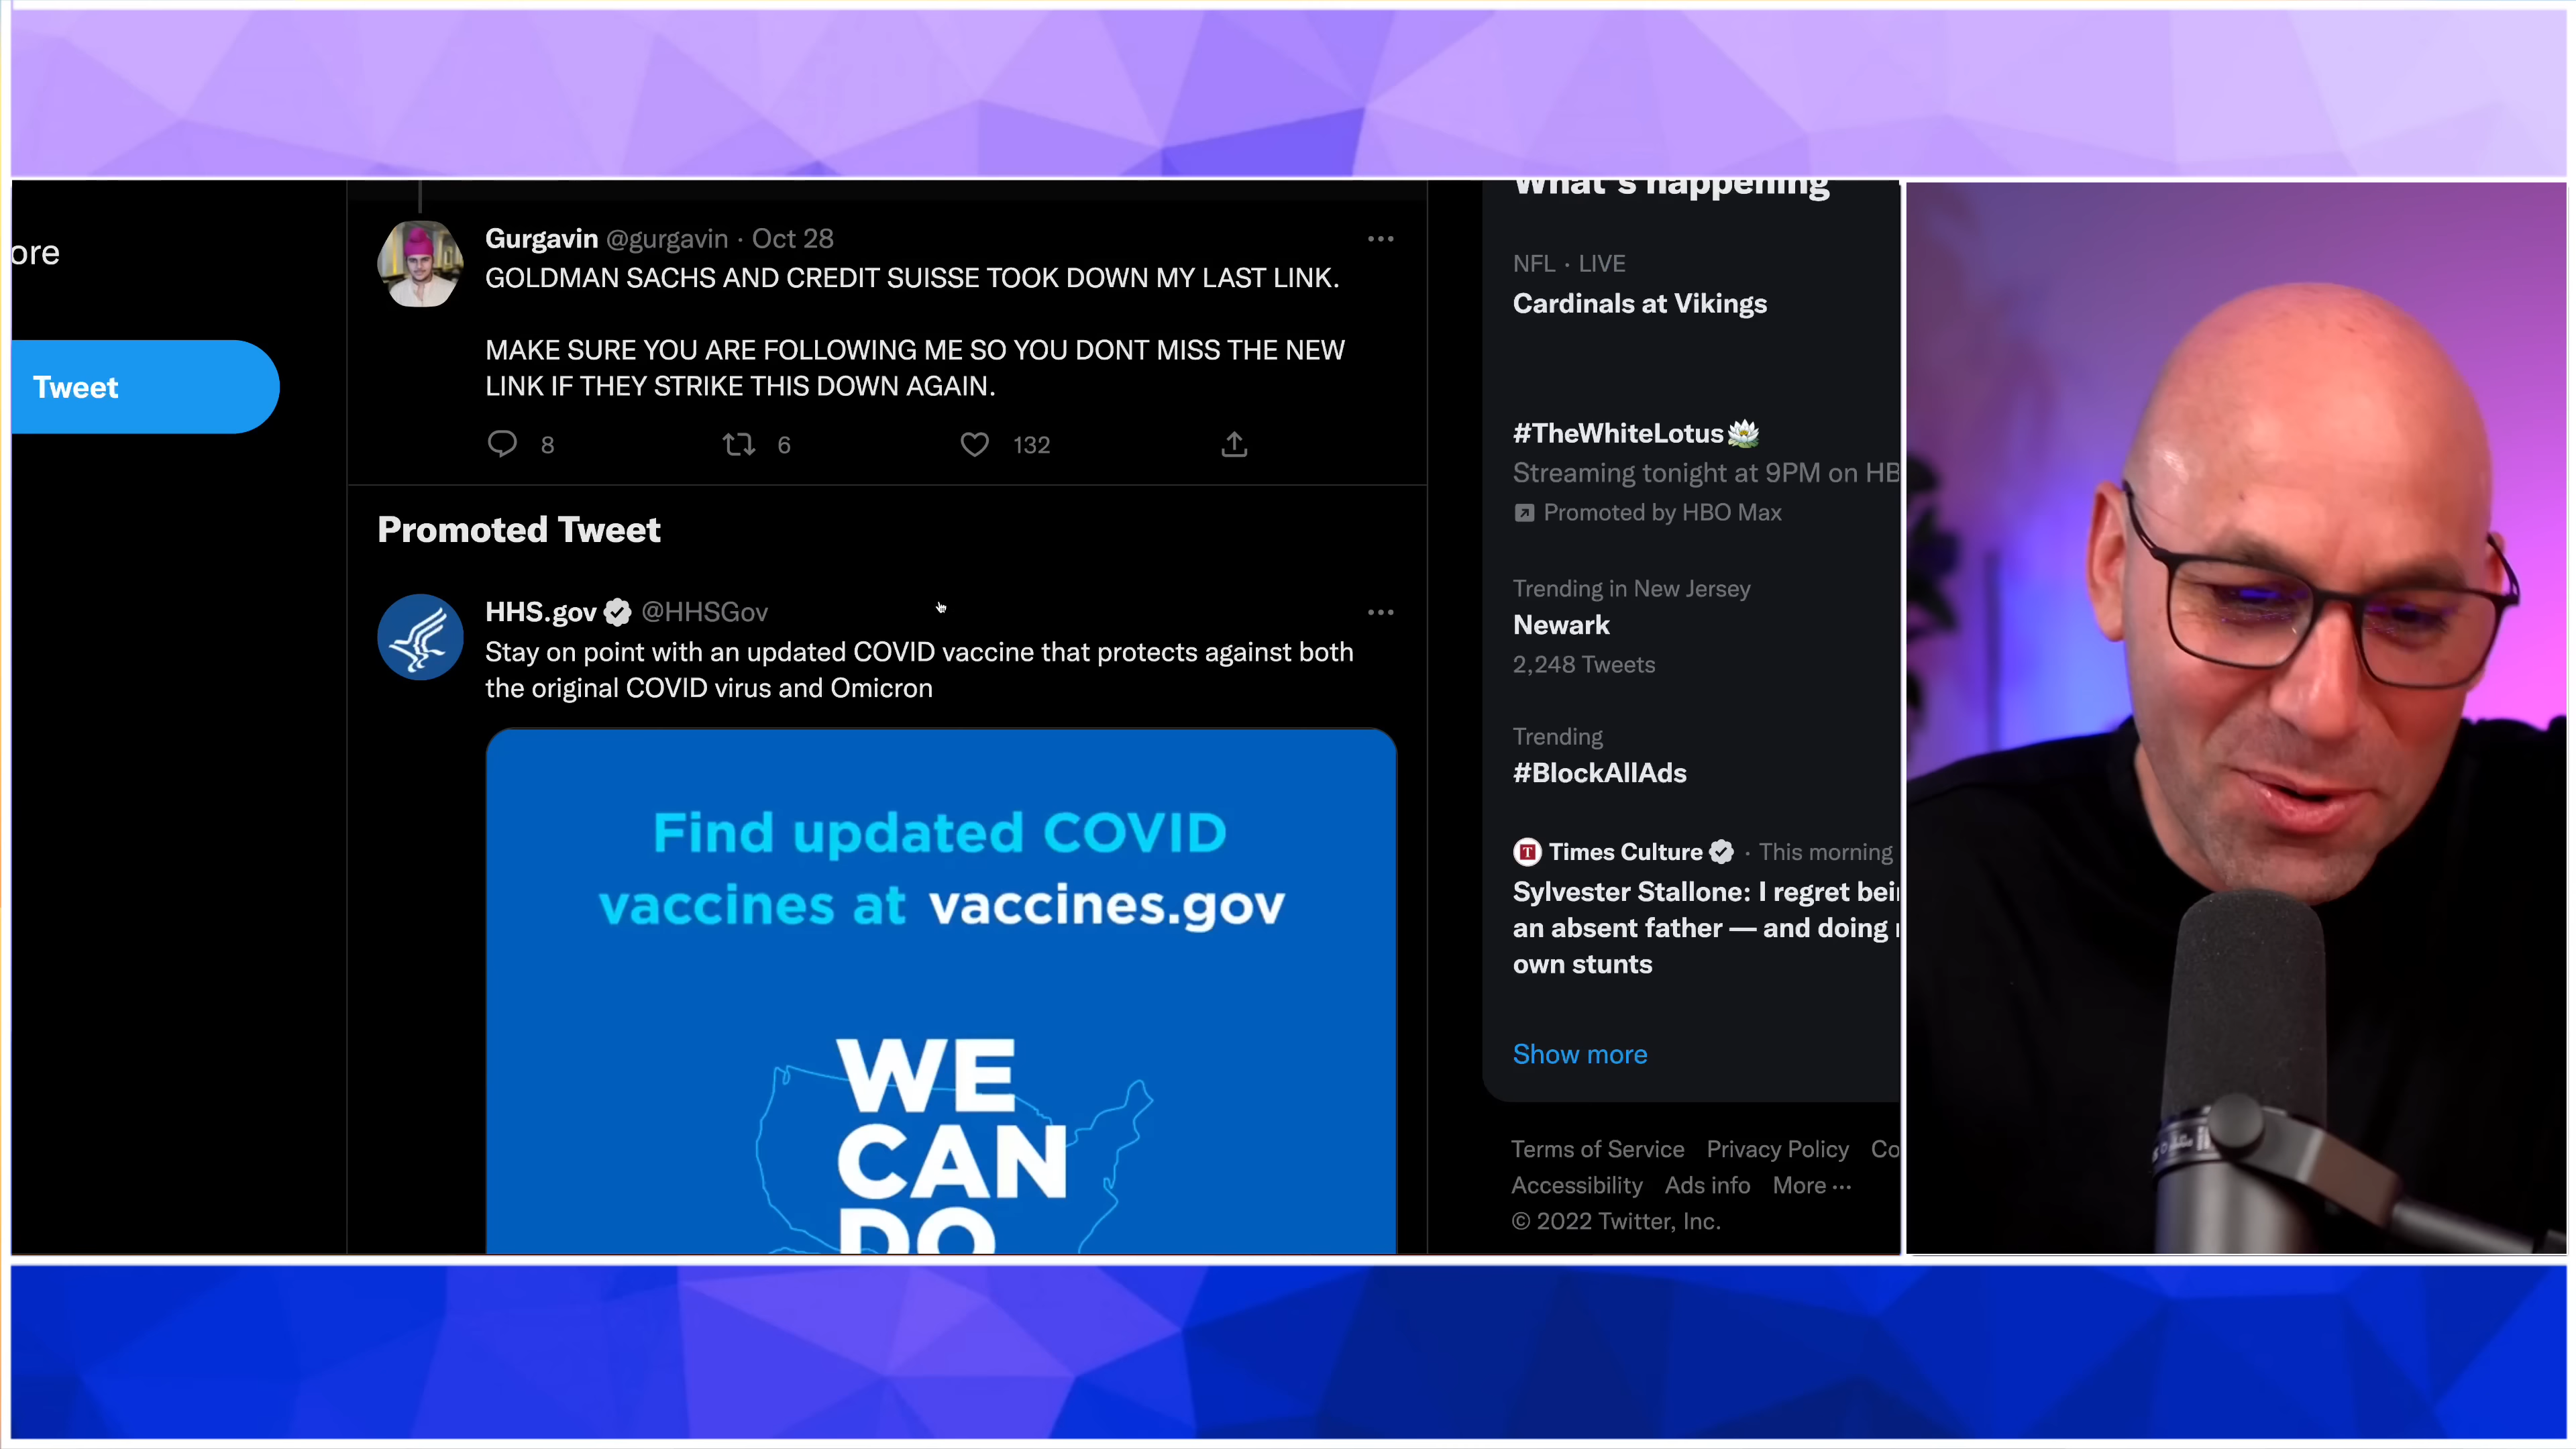 ore
Tweet
Gurgavin @gurgavin · Oct 28
GOLDMAN SACHS AND CREDIT SUISSE TOOK DOWN MY LAST LINK.
MAKE SURE YOU ARE FOLLOWING ME SO YOU DONT MISS THE NEW
LINK IF THEY STRIKE THIS DOWN AGAIN.
8 6 132
Promoted Tweet
HHS.gov @HHSGov
Stay on point with an updated COVID vaccine that protects against both
the original COVID virus and Omicron
Find updated COVID
vaccines at vaccines.gov
WE
CAN
DO
What's happening
NFL · LIVE
Cardinals at Vikings
#TheWhiteLotus
Streaming tonight at 9PM on HB
Promoted by HBO Max
Trending in New Jersey
Newark
2,248 Tweets
Trending
#BlockAllAds
T Times Culture · This morning
Sylvester Stallone: I regret bei
an absent father — and doing
own stunts
Show more
Terms of Service Privacy Policy Co
Accessibility Ads info More ···
© 2022 Twitter, Inc.